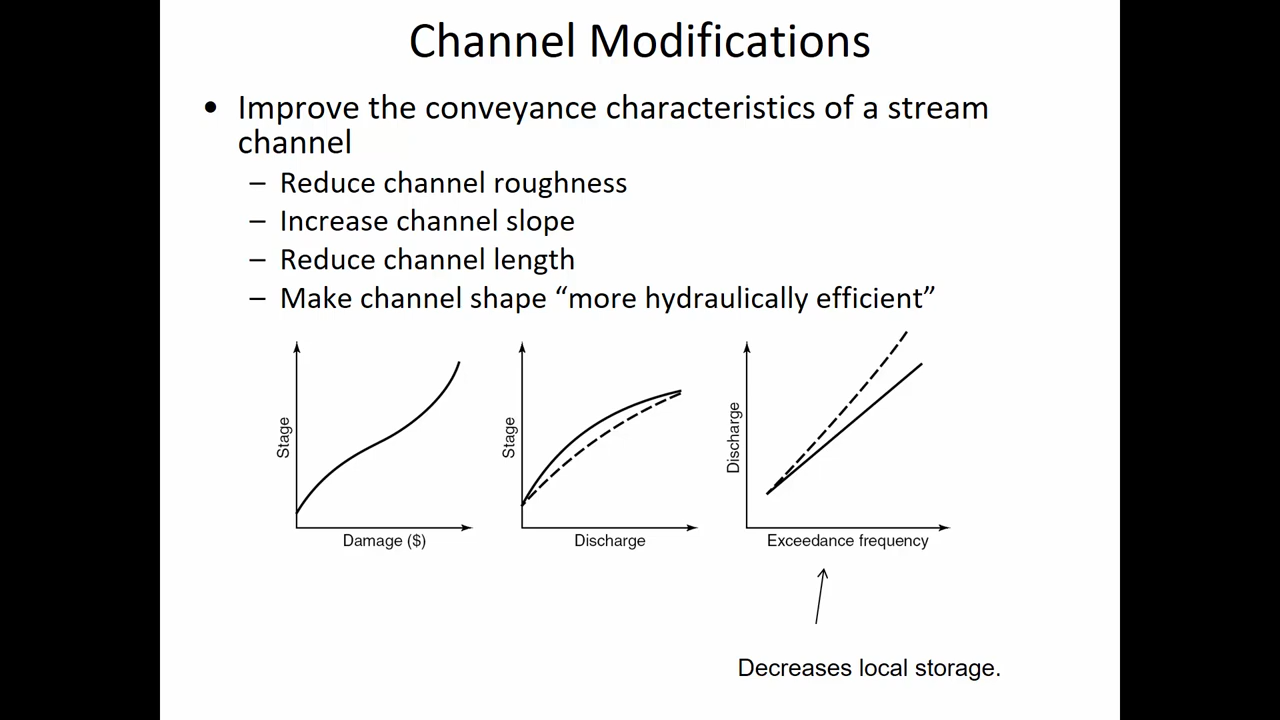 Channel Modifications
• Improve the conveyance characteristics of a stream
channel
– Reduce channel roughness
– Increase channel slope
– Reduce channel length
– Make channel shape “more hydraulically efficient”
Stage
Damage ($)
Stage
Discharge
Discharge
Exceedance frequency
Decreases local storage.